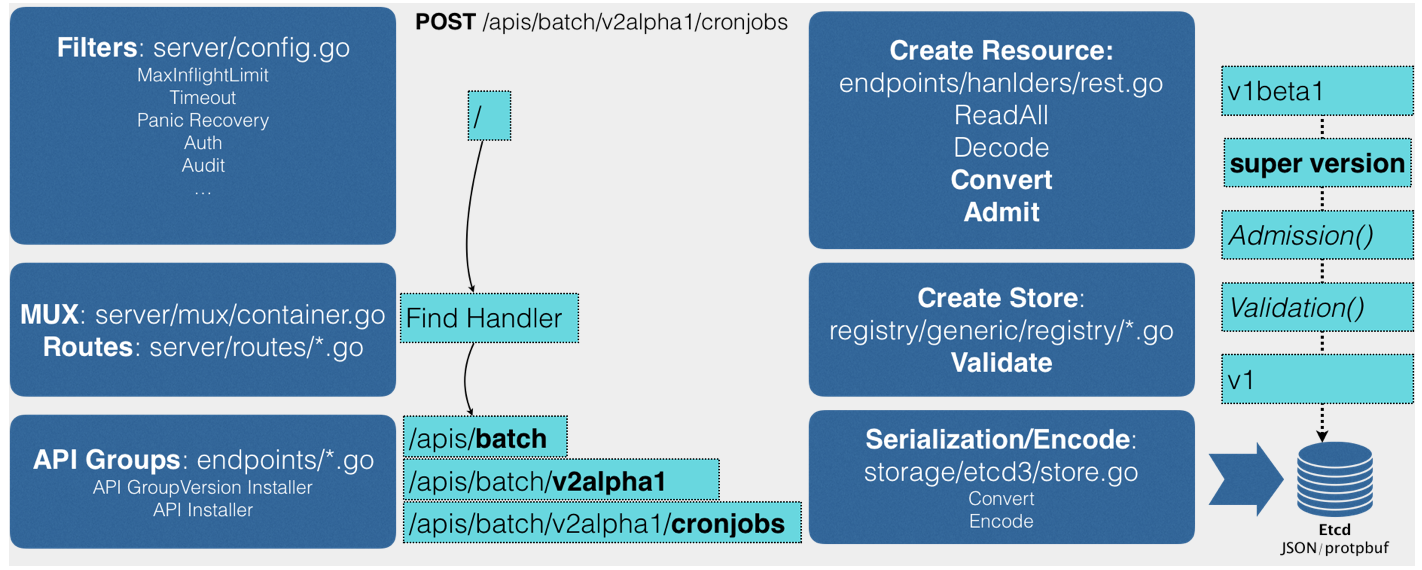 Filters: server/config.go
MaxInflightLimit
Timeout
Panic Recovery
Auth
Audit
...
MUX: server/mux/container.go
Routes: server/routes/*.go
API Groups: endpoints/*.go
API GroupVersion Installer
API Installer
POST /apis/batch/v2alpha1/cronjobs
/
Find Handler
/apis/batch
/apis/batch/v2alpha1
/apis/batch/v2alpha1/cronjobs
Create Resource:
endpoints/hanlders/rest.go
ReadAll
Decode
Convert
Admit
Create Store:
registry/generic/registry/*.go
Validate
Serialization/Encode:
storage/etcd3/store.go
Convert
Encode
v1beta1
super version
Admission()
Validation()
v1
Etcd
JSON/protpbuf